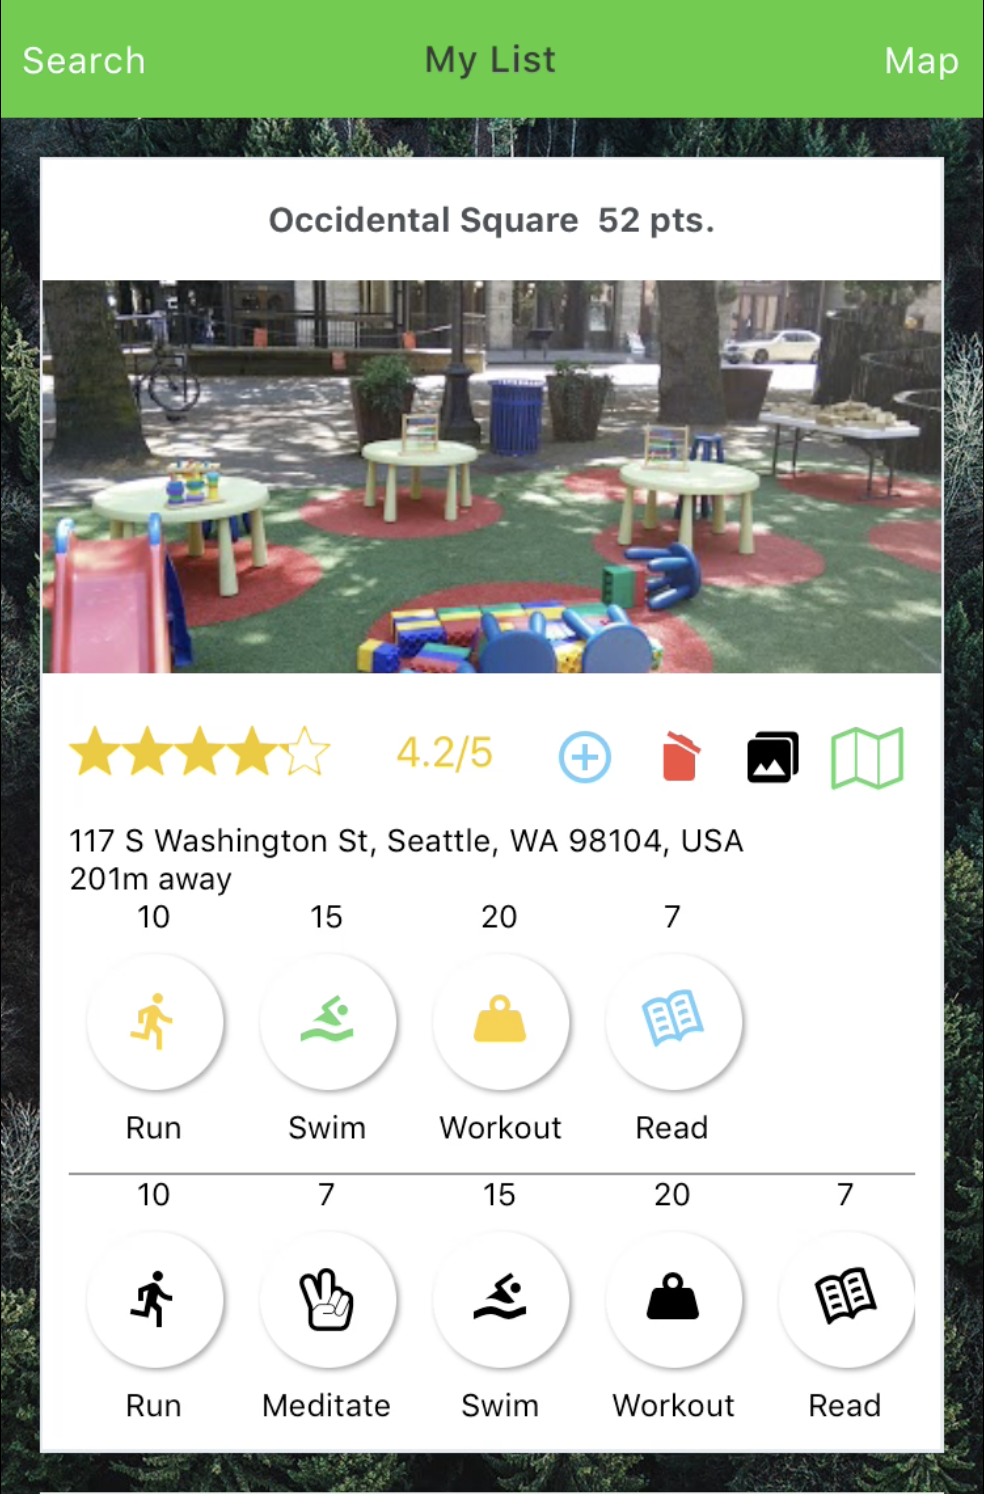 Search My List Map
Occidental Square 52 pts.
4.2/5
117 S Washington St, Seattle, WA 98104, USA
201m away
10 15 20 7
Run Swim Workout Read
10 7 15 20 7
Run Meditate Swim Workout Read